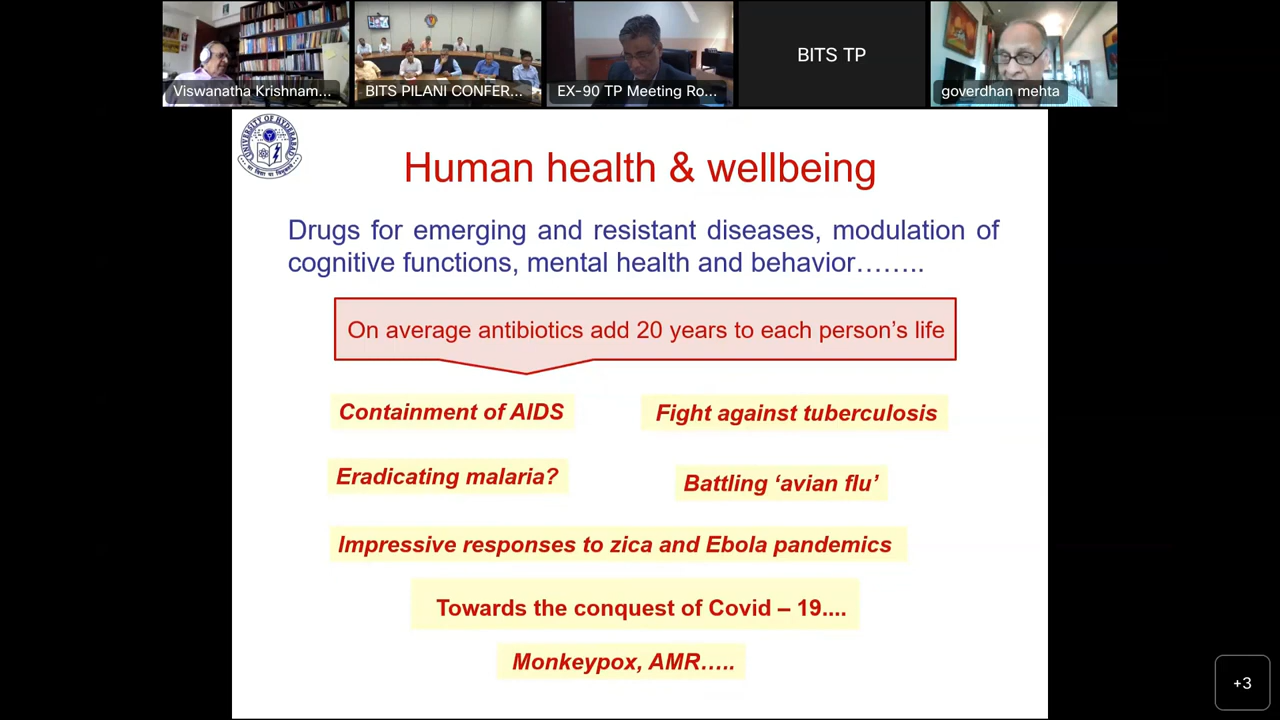 Viswanatha Krishnam...
BITS PILANI CONFER...
EX-90 TP Meeting Ro...
BITS TP
goverdhan mehta
UNIVERSITY OF HYDERABAD
Human health & wellbeing
Drugs for emerging and resistant diseases, modulation of
cognitive functions, mental health and behavior……..
On average antibiotics add 20 years to each person’s life
Containment of AIDS
Fight against tuberculosis
Eradicating malaria?
Battling ‘avian flu’
Impressive responses to zica and Ebola pandemics
Towards the conquest of Covid – 19....
Monkeypox, AMR…..
+3